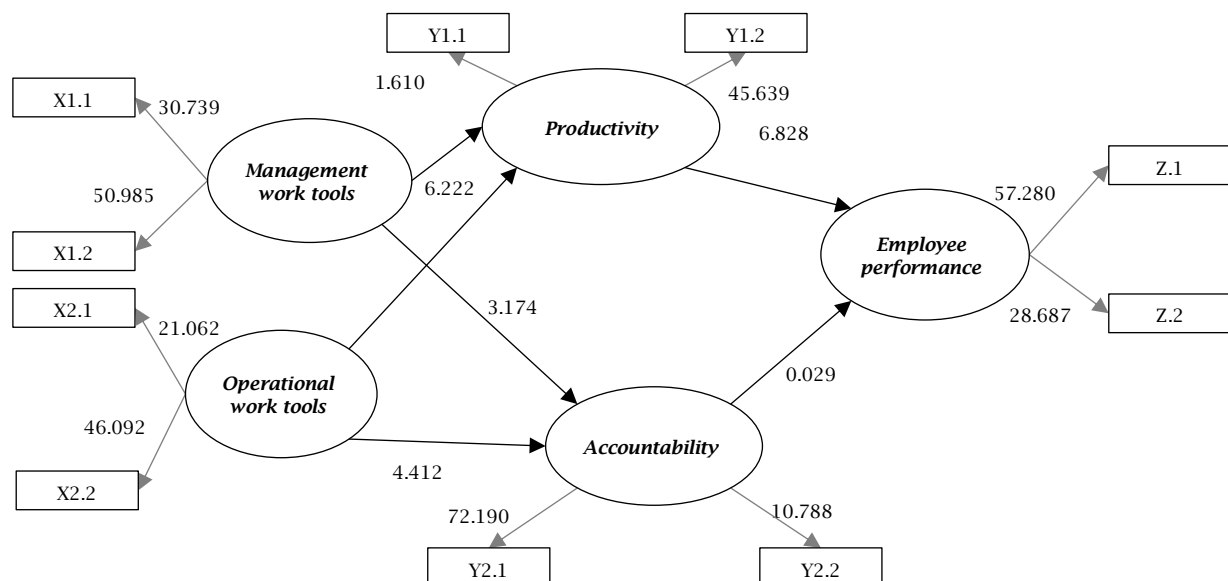 Y1.1
Y1.2
1.610
45.639
X1.1
30.739
Productivity
6.828
Management
work tools
6.222
50.985
57.280
Z.1
X1.2
Employee
performance
X2.1
21.062
3.174
28.687
Z.2
Operational
work tools
0.029
46.092
Accountability
4.412
X2.2
72.190
10.788
Y2.1
Y2.2